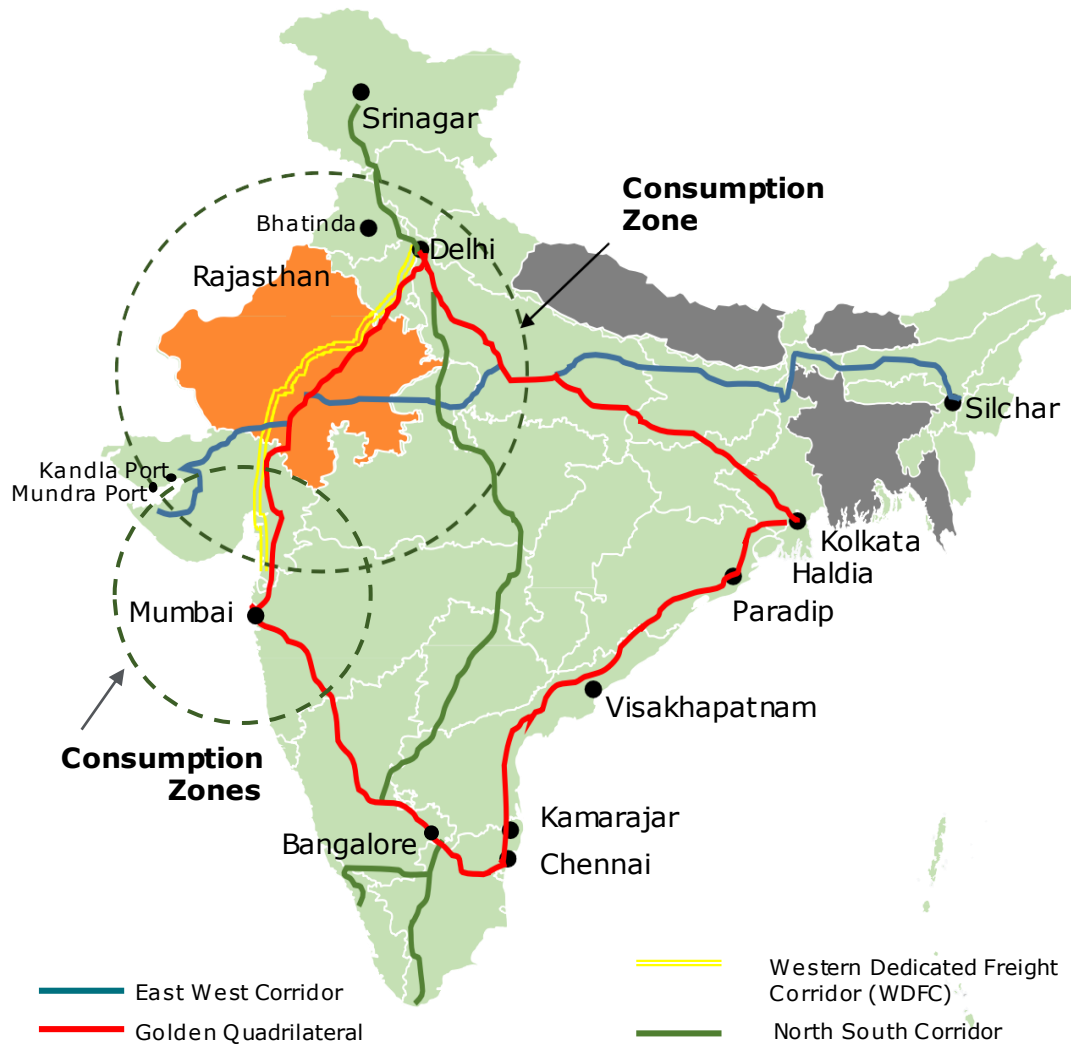 Srinagar
Consumption
Zone
Bhatinda
Delhi
Rajasthan
Silchar
Kandla Port
Mundra Port
Kolkata
Haldia
Paradip
Mumbai
Visakhapatnam
Consumption
Zones
Kamarajar
Bangalore
Chennai
East West Corridor
Golden Quadrilateral
Western Dedicated Freight
Corridor (WDFC)
North South Corridor